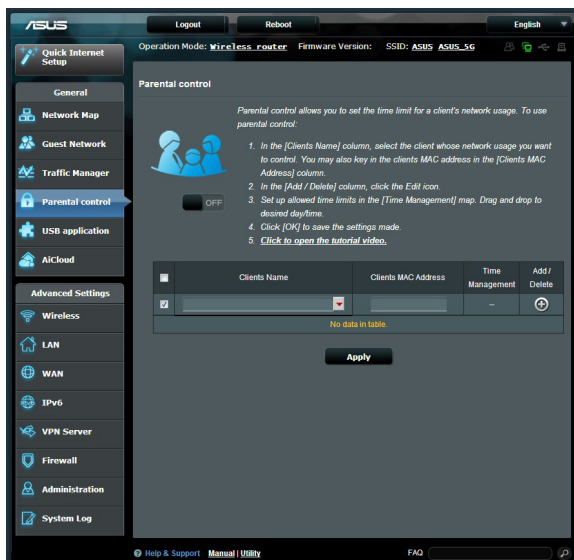 ASUS
Logout
Reboot
English
Quick Internet
Setup
Operation Mode: Wireless router Firmware Version: SSID: ASUS ASUS_5G
General
Network Map
Guest Network
Traffic Manager
Parental control
USB application
AiCloud
Advanced Settings
Wireless
LAN
WAN
IPv6
VPN Server
Firewall
Administration
System Log
Parental control
Parental control allows you to set the time limit for a client's network usage. To use
parental control:
1. In the [Clients Name] column, select the client whose network usage you want
to control. You may also key in the clients MAC address in the [Clients MAC
Address] column.
2. In the [Add / Delete] column, click the Edit icon.
3. Set up allowed time limits in the [Time Management] map. Drag and drop to
desired day/time.
4. Click [OK] to save the settings made.
5. Click to open the tutorial video.
OFF
Clients Name
Clients MAC Address
Time
Management
Add /
Delete
--
No data in table.
Apply
Help & Support Manual | Utility
FAQ